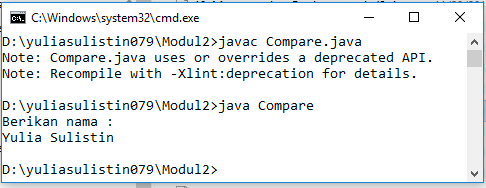 C:\Windows\system32\cmd.exe
D:\yuliasulistin079\Modul2>javac Compare.java
Note: Compare.java uses or overrides a deprecated API.
Note: Recompile with -Xlint:deprecation for details.
D:\yuliasulistin079\Modul2>java Compare
Berikan nama :
Yulia Sulistin
D:\yuliasulistin079\Modul2>